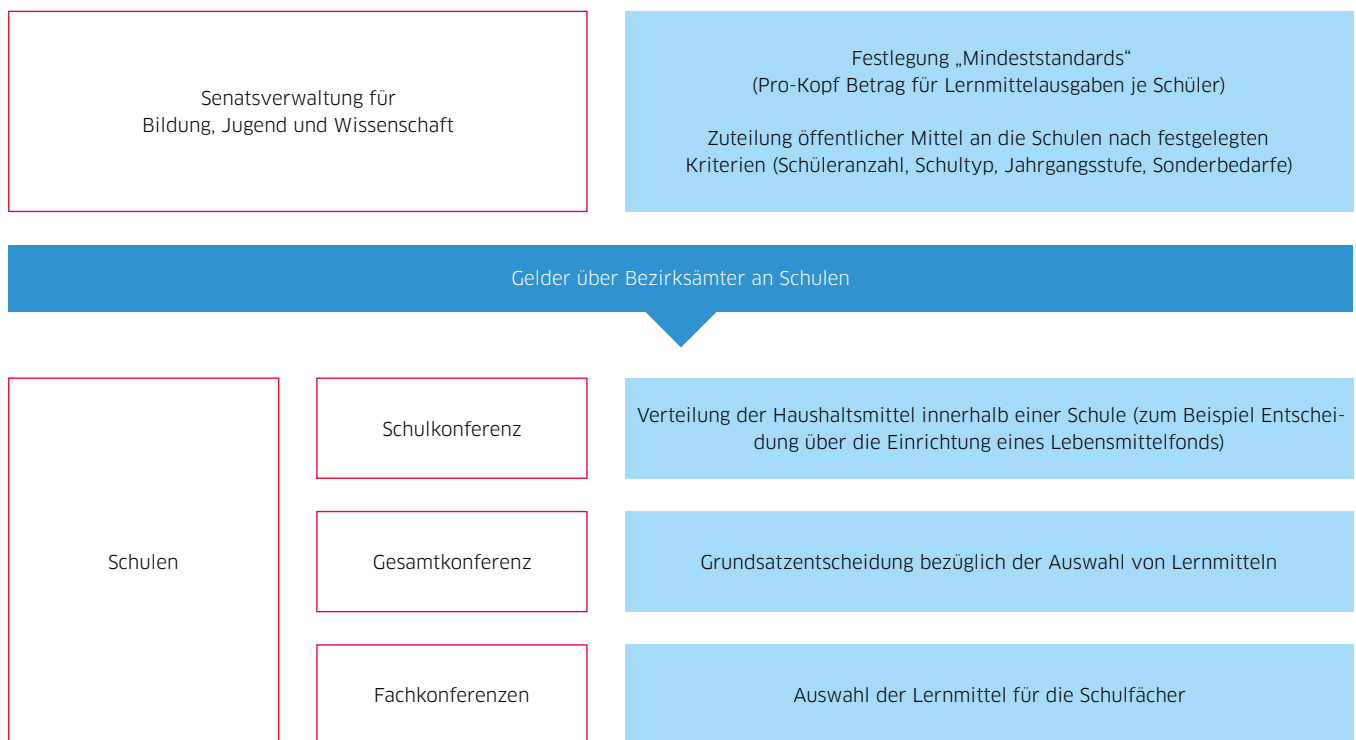 Senatsverwaltung für
Bildung, Jugend und Wissenschaft
Festlegung „Mindeststandards“
(Pro-Kopf Betrag für Lernmittelausgaben je Schüler)
Zuteilung öffentlicher Mittel an die Schulen nach festgelegten
Kriterien (Schüleranzahl, Schultyp, Jahrgangsstufe, Sonderbedarfe)
Gelder über Bezirksämter an Schulen
Schulen
Schulkonferenz
Verteilung der Haushaltsmittel innerhalb einer Schule (zum Beispiel Entschei-
dung über die Einrichtung eines Lebensmittelfonds)
Gesamtkonferenz
Grundsatzentscheidung bezüglich der Auswahl von Lernmitteln
Fachkonferenzen
Auswahl der Lernmittel für die Schulfächer